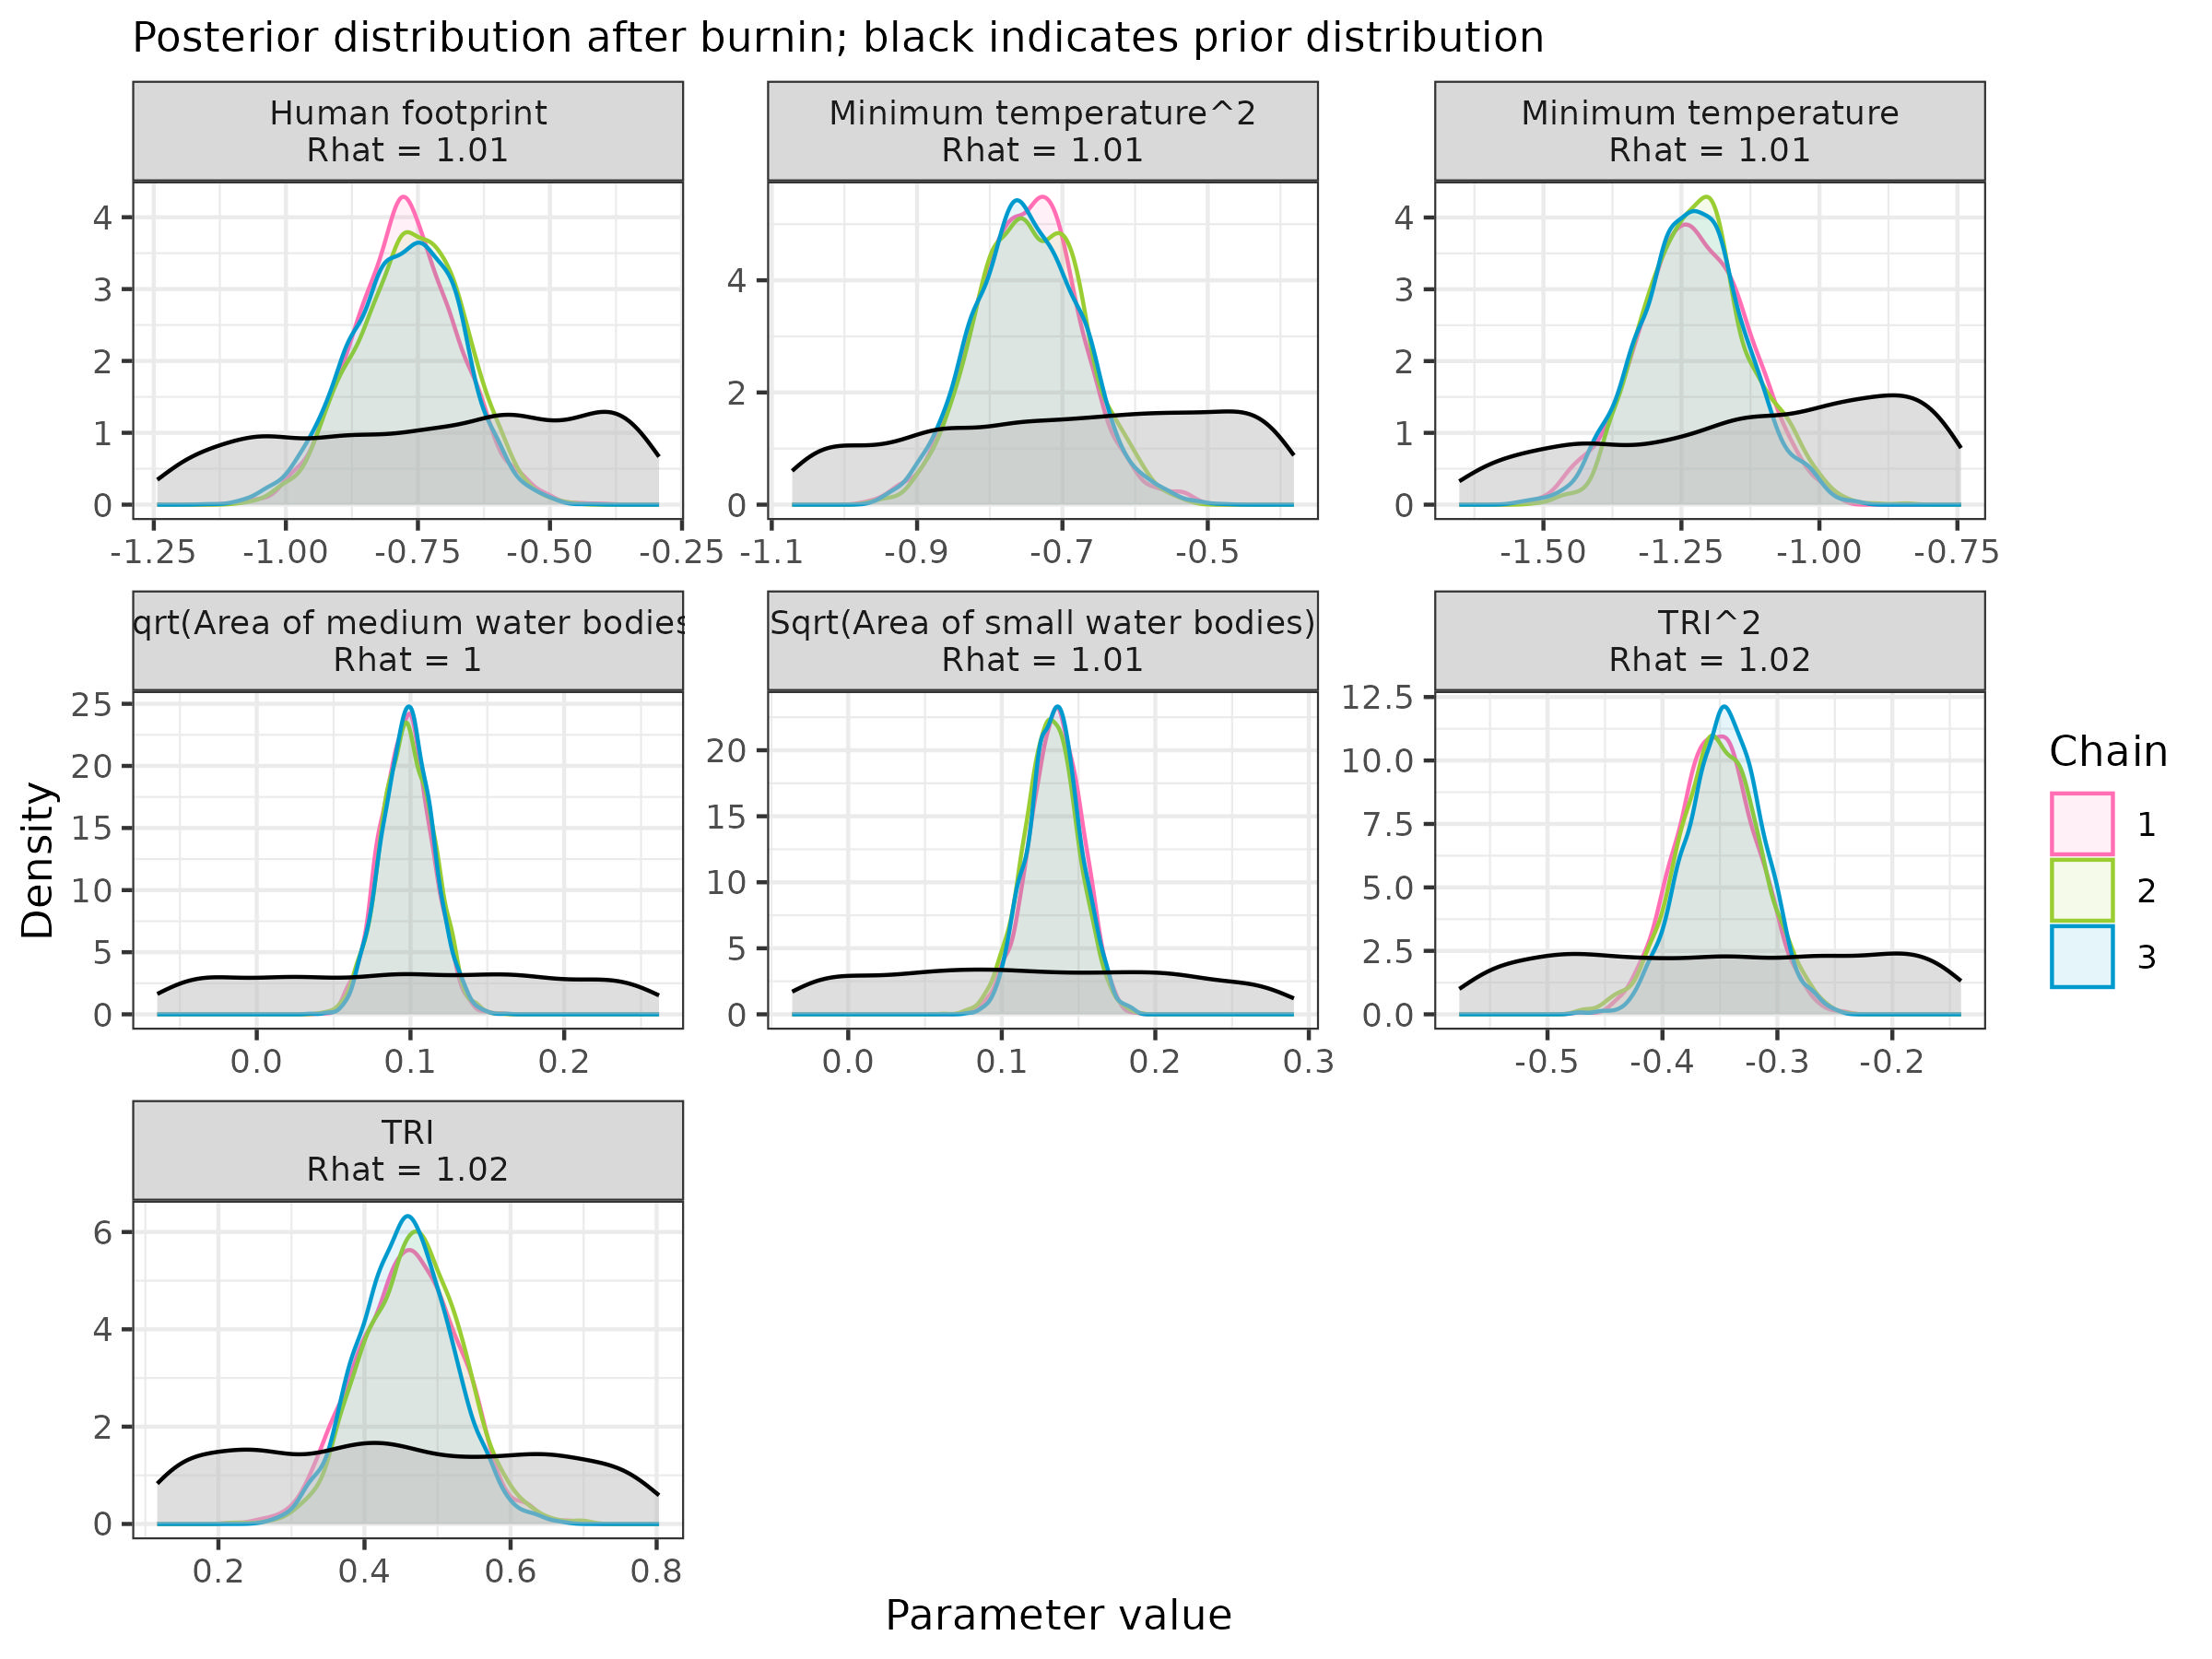 Posterior distribution after burnin; black indicates prior distribution
Human footprint
Rhat = 1.01
Minimum temperature^2
Rhat = 1.01
Minimum temperature
Rhat = 1.01
4
3
2
1
0
4
2
0
4
3
2
1
0
-1.25 -1.00 -0.75 -0.50 -0.25
-1.1 -0.9 -0.7 -0.5
-1.50 -1.25 -1.00 -0.75
qrt(Area of medium water bodies
Rhat = 1
Sqrt(Area of small water bodies)
Rhat = 1.01
TRI^2
Rhat = 1.02
25
20
15
10
5
0
20
15
10
5
0
12.5
10.0
7.5
5.0
2.5
0.0
0.0 0.1 0.2
0.0 0.1 0.2 0.3
-0.5 -0.4 -0.3 -0.2
TRI
Rhat = 1.02
6
4
2
0
0.2 0.4 0.6 0.8
Density
Parameter value
Chain
1
2
3